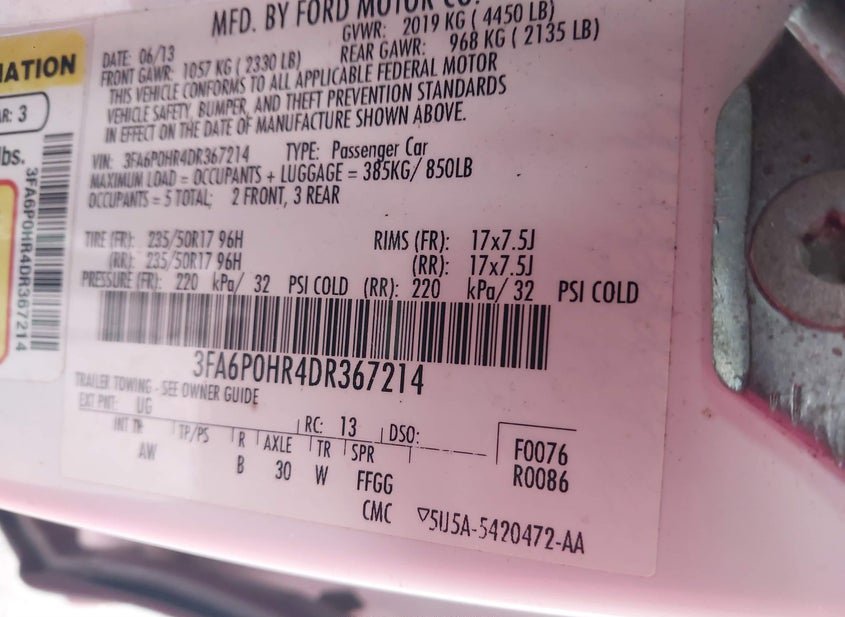 MFD. BY FORD MOTOR CO.
DATE: 06/13 GVWR: 2019 KG ( 4450 LB)
FRONT GAWR: 1057 KG ( 2330 LB) REAR GAWR: 968 KG ( 2135 LB)
THIS VEHICLE CONFORMS TO ALL APPLICABLE FEDERAL MOTOR
VEHICLE SAFETY, BUMPER, AND THEFT PREVENTION STANDARDS
IN EFFECT ON THE DATE OF MANUFACTURE SHOWN ABOVE.
VIN: 3FA6P0HR4DR367214 TYPE: Passenger Car
MAXIMUM LOAD = OCCUPANTS + LUGGAGE = 385KG/ 850LB
OCCUPANTS = 5 TOTAL; 2 FRONT, 3 REAR
TIRE (FR): 235/50R17 96H RIMS (FR): 17x7.5J
(RR): 235/50R17 96H (RR): 17x7.5J
PRESSURE (FR): 220 kPa/ 32 PSI COLD (RR): 220 kPa/ 32 PSI COLD
3FA6P0HR4DR367214
TRAILER TOWING - SEE OWNER GUIDE
EXT PNT: UG RC: 13 DSO:
INT TR TP/PS R AXLE TR SPR F0076
AW B 30 W FFGG R0086
CMC ▽5U5A-5420472-AA
MATION
AR: 3
lbs.
3FA6P0HR4DR367214